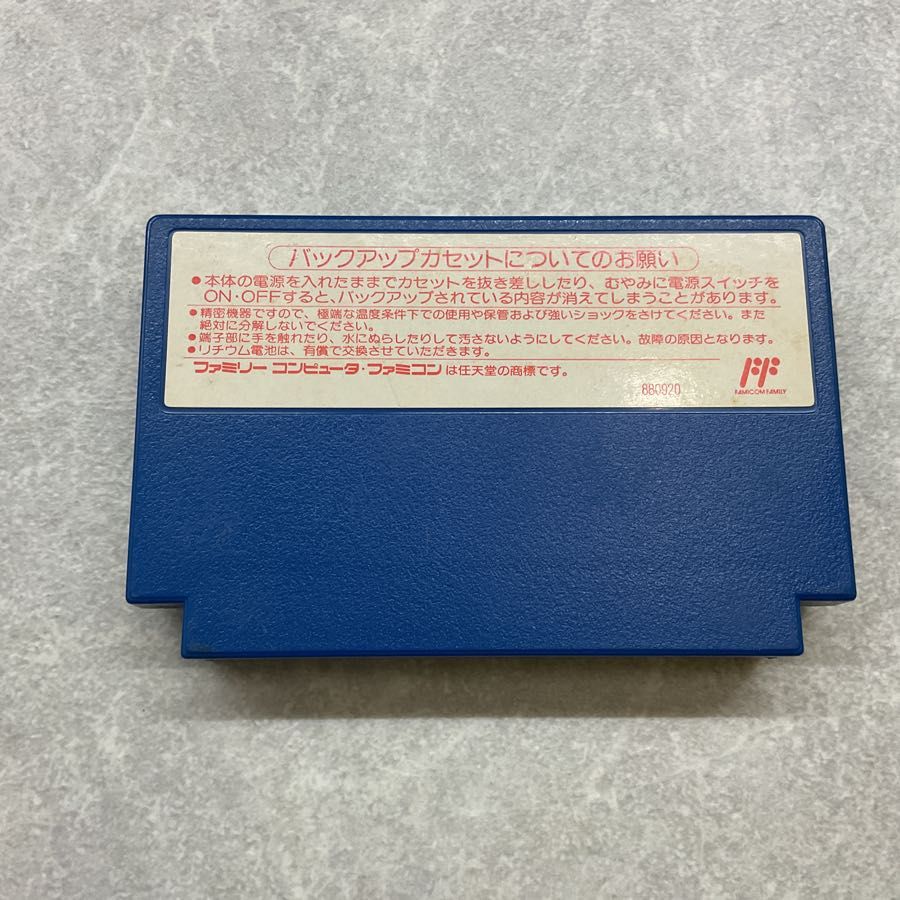 バックアップカセットについてのお願い
●本体の電源を入れたままでカセットを抜き差ししたり、むやみに電源スイッチを
ON・OFFすると、バックアップされている内容が消えてしまうことがあります。
●精密機器ですので、極端な温度条件下での使用や保管および強いショックをさけてください。また
絶対に分解しないでください。
●端子部に手を触れたり、水にぬらしたりして汚さないようにしてください。故障の原因となります。
●リチウム電池は、有償で交換させていただきます。
ファミリー コンピュータ・ファミコン は任天堂の商標です。
880920
FF
FAMICOM FAMILY